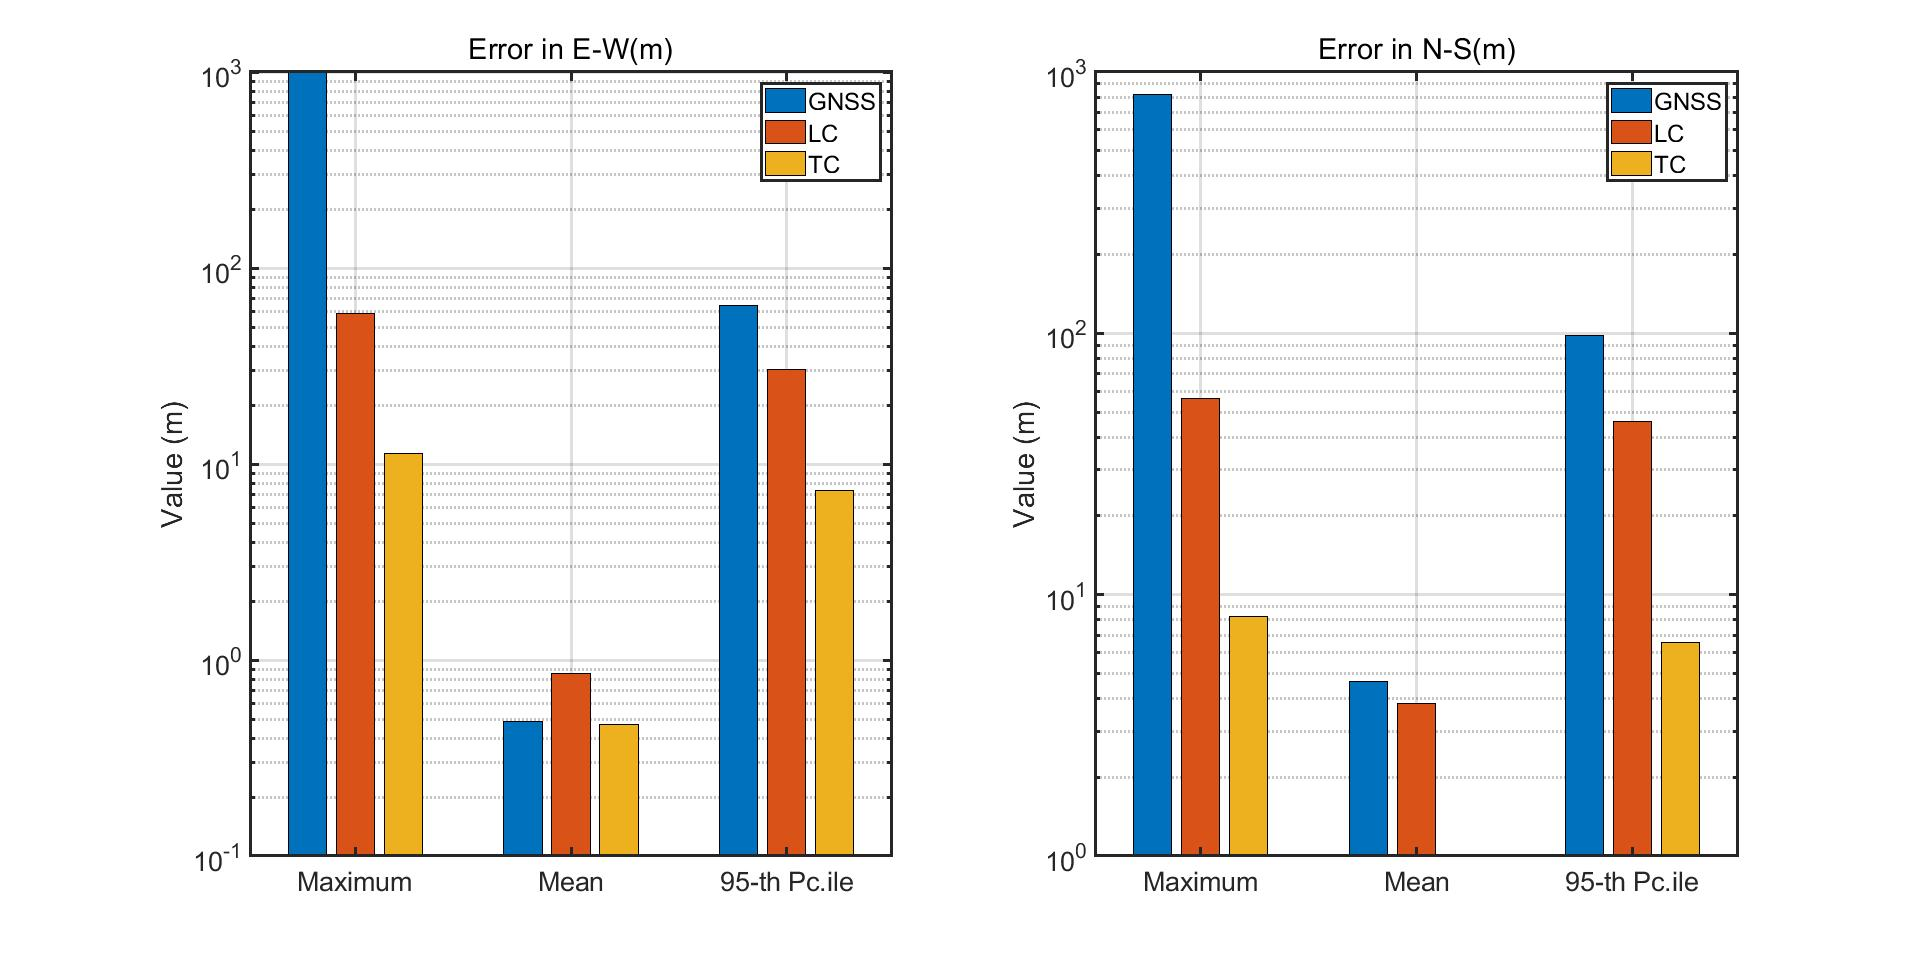 Error in E-W(m)
Value (m)
10^3
10^2
10^1
10^0
10^-1
GNSS
LC
TC
Maximum
Mean
95-th Pc.ile
Error in N-S(m)
Value (m)
10^3
10^2
10^1
10^0
GNSS
LC
TC
Maximum
Mean
95-th Pc.ile